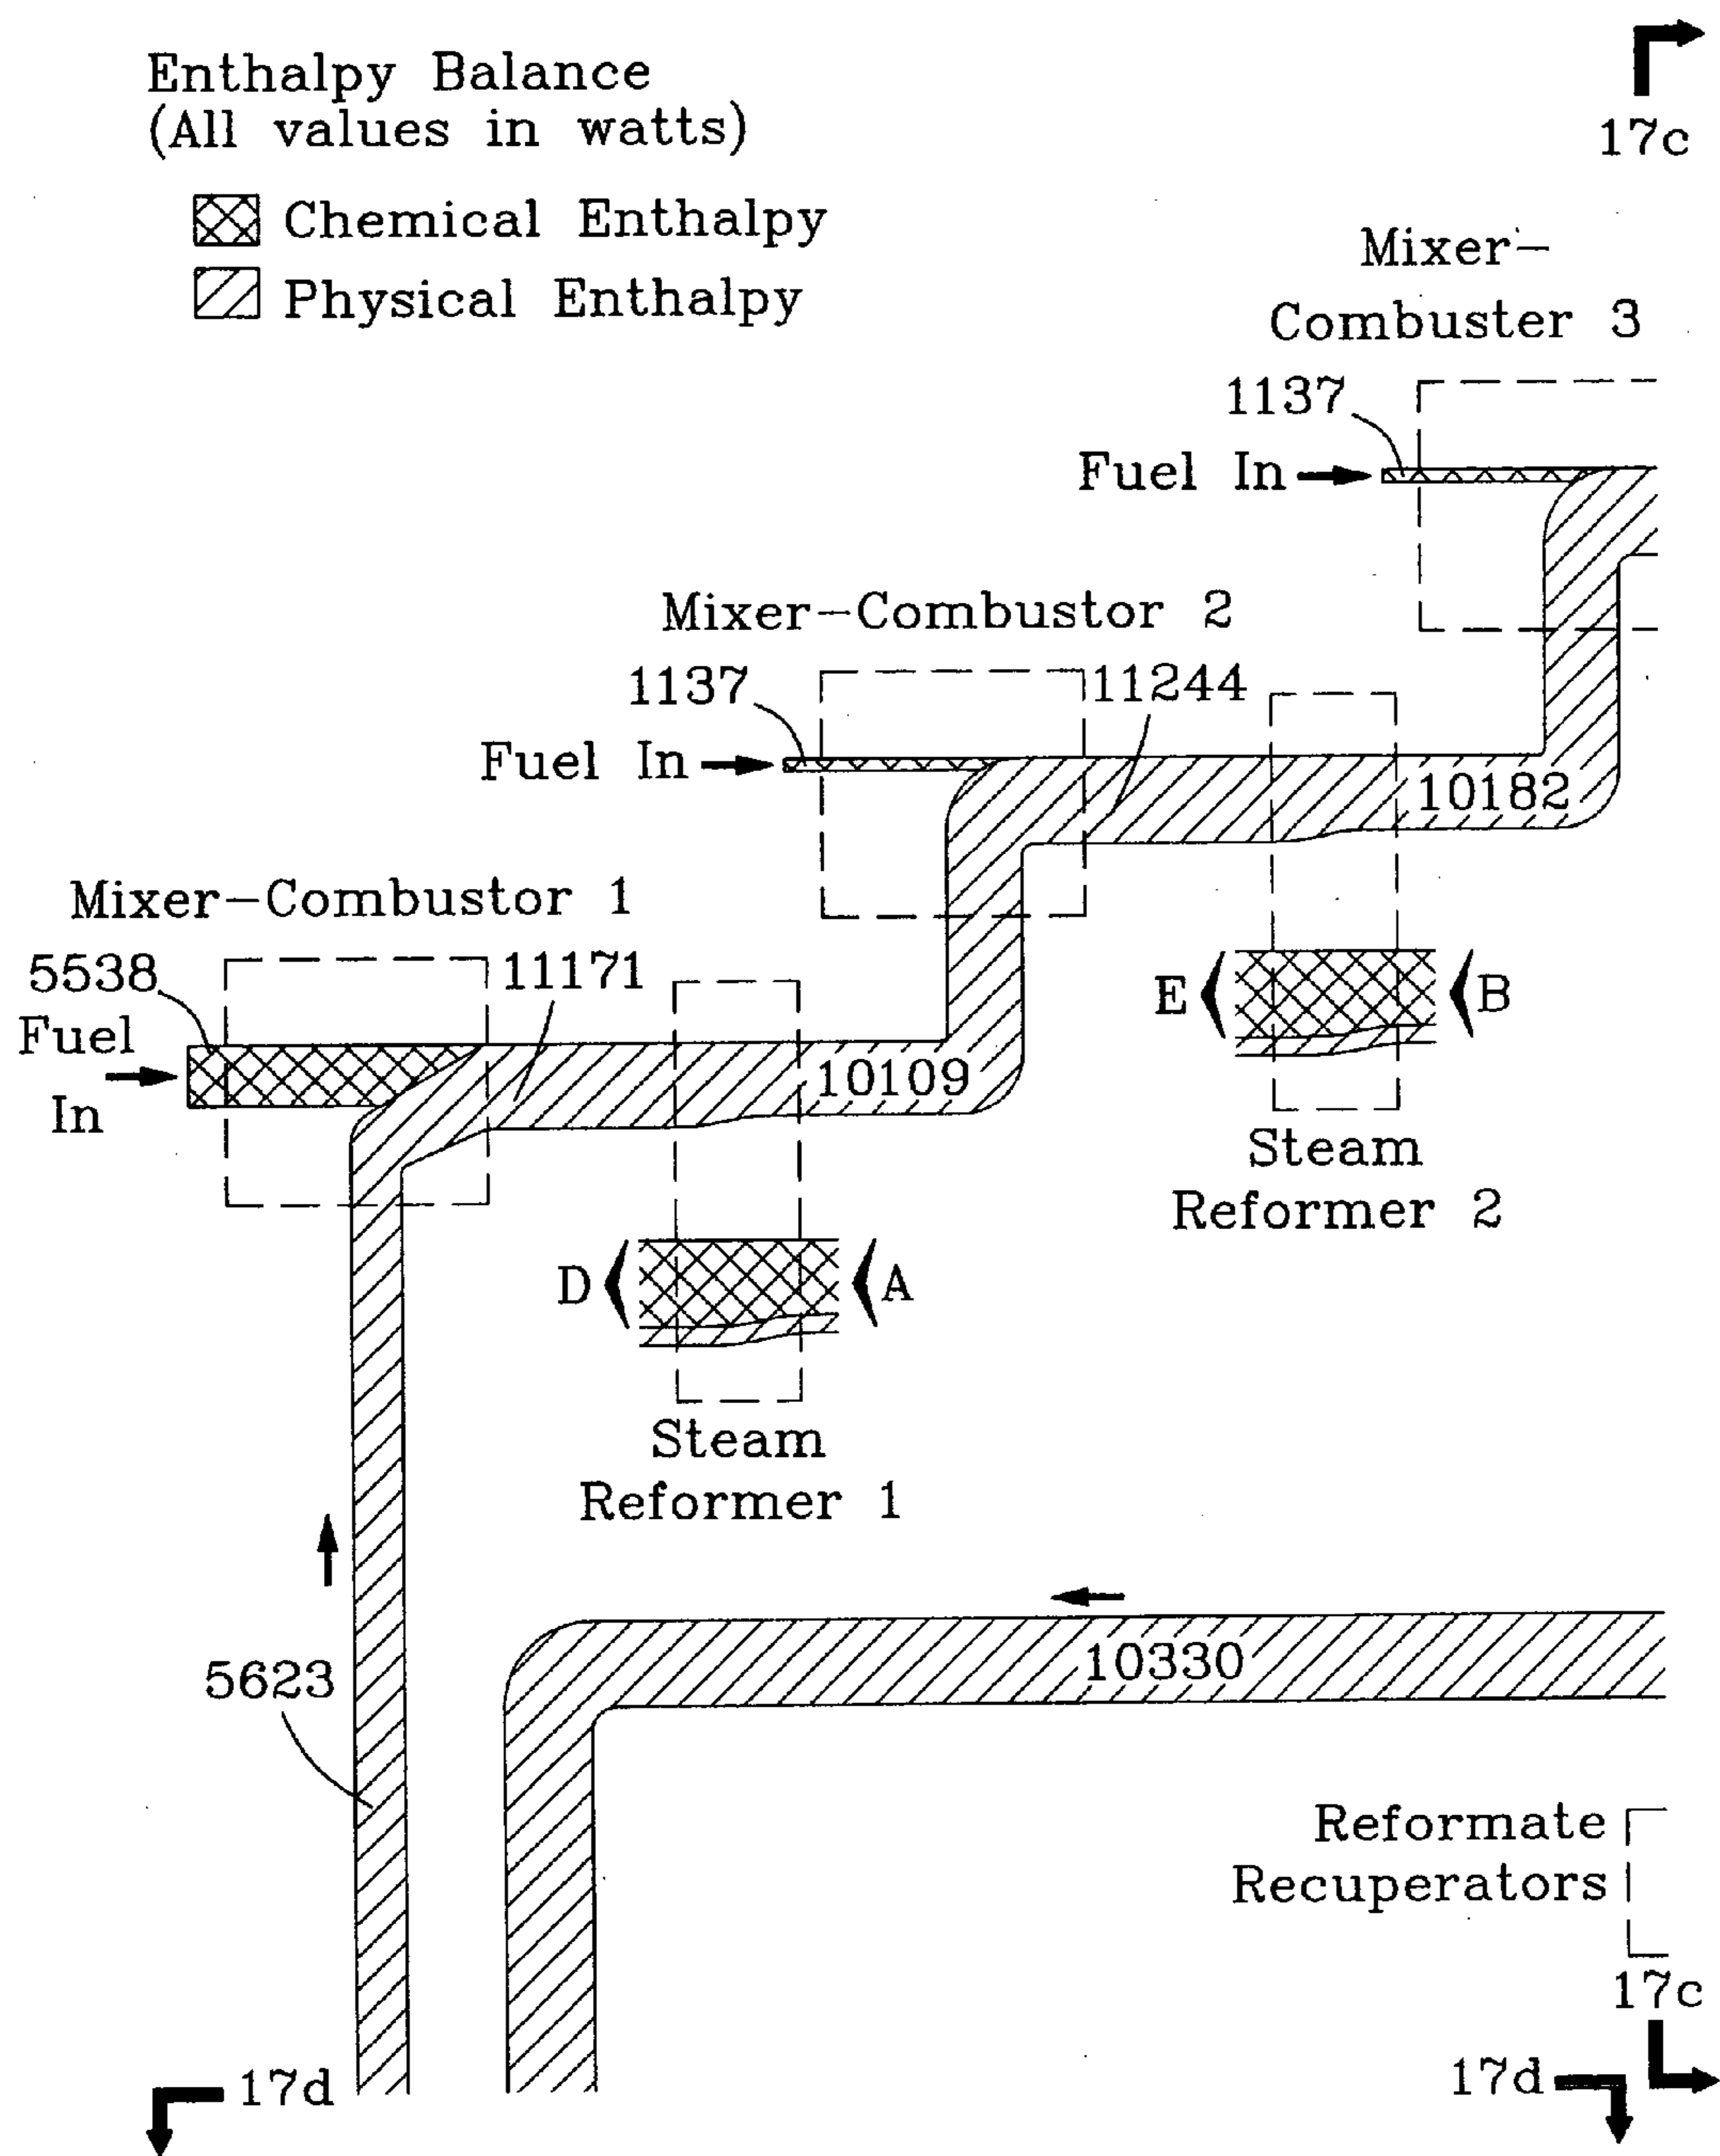 Enthalpy Balance
(All values in watts)
Chemical Enthalpy
Physical Enthalpy
17c
Mixer-
Combuster 3
1137
Fuel In
Mixer-Combustor 2
1137
11244
Fuel In
10182
Mixer-Combustor 1
5538
11171
Fuel
In
10109
E
B
Steam
Reformer 2
D
A
Steam
Reformer 1
10330
5623
Reformate
Recuperators
17c
17d
17d